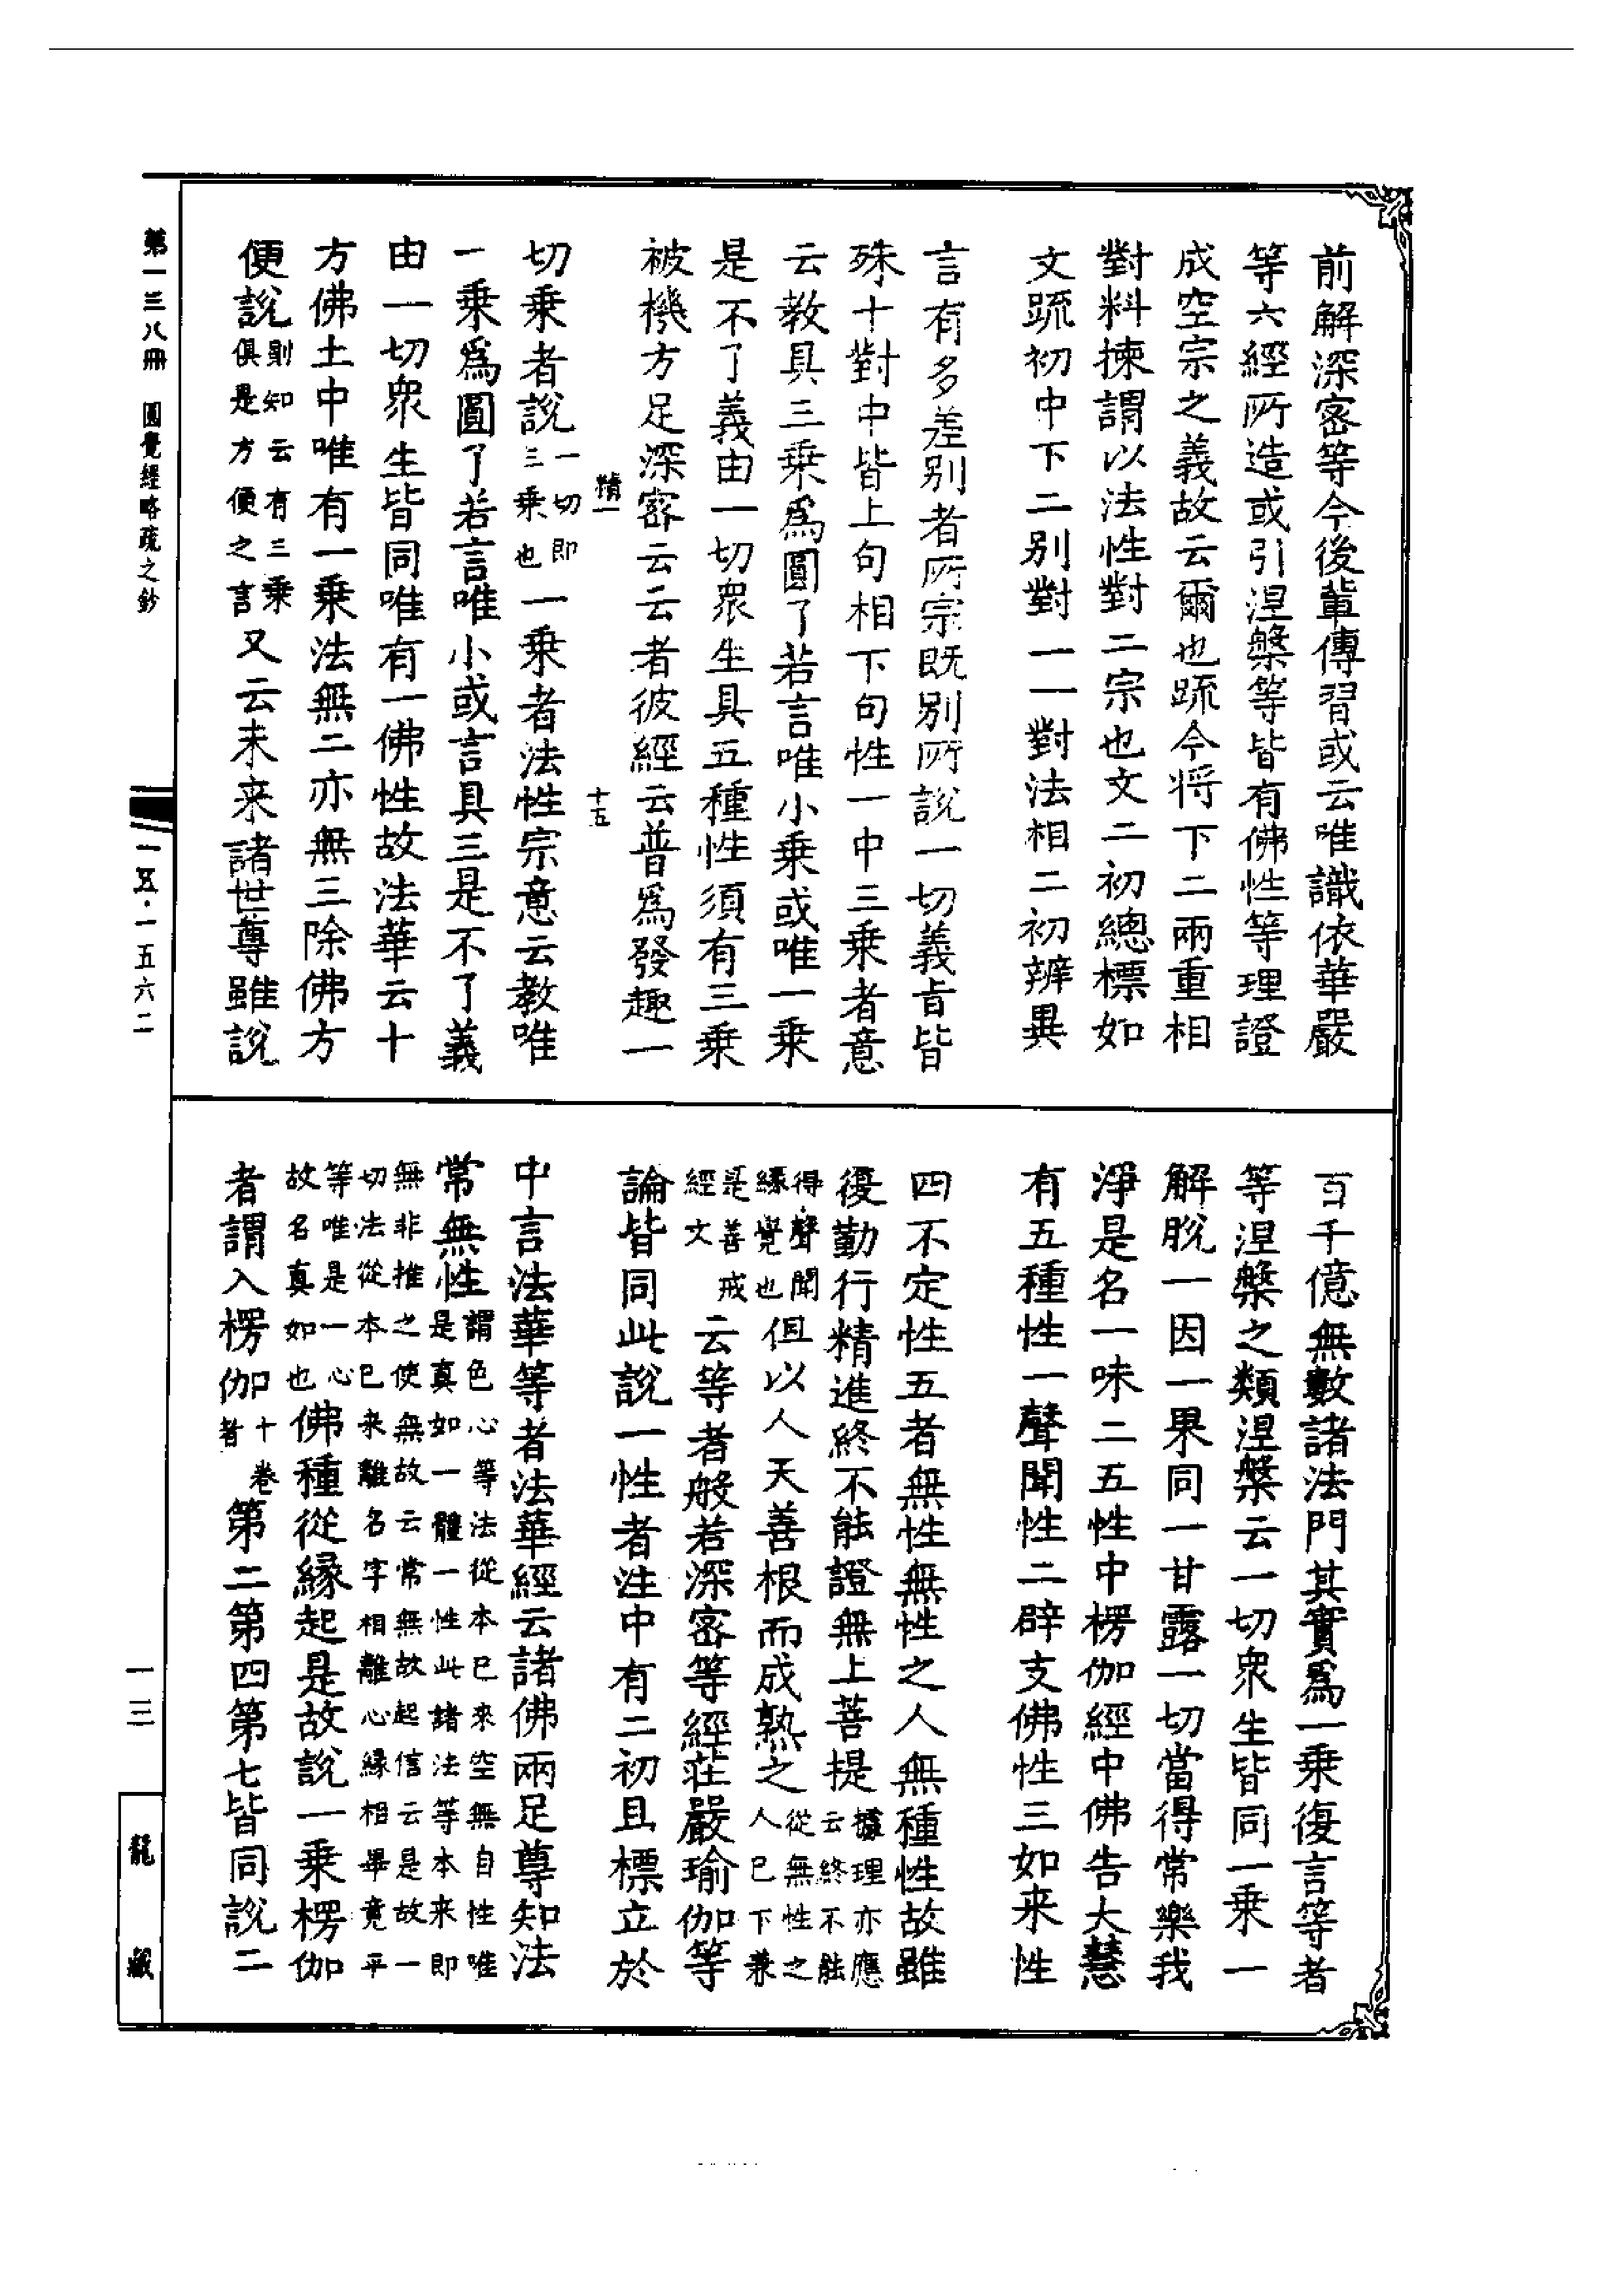 前解深密等今後輩傳習或云唯識依華嚴
等六經所造或引涅槃等皆有佛性等理證
成空宗之義故云爾也䟽今將下二兩重相
對料揀謂以法性對二宗也文二初總標如
文䟽初中下二別對一一對法相二初辨異
言有多差別者所宗既別所說一切義旨皆
殊十對中皆上句相下句性一中三乘者意
云教具三乘爲圓了若言唯小乘或唯一乘
是不了義由一切衆生具五種性須有三乘
被機方足深密云云者彼經云普爲發趣一
精一
十五
切乘者說一切即三乘也一乘者法性宗意云教唯
一乘爲圓了若言唯小或言具三是不了義
由一切衆生皆同唯有一佛性故法華云十
方佛土中唯有一乘法無二亦無三除佛方
便說則知云有三乘俱是方便之言又云未来諸世尊雖說
百千億無數諸法門其實爲一乘復言等者
等涅槃之類涅槃云一切衆生皆同一乘一
解脫一因一果同一甘露一切當得常樂我
淨是名一味二五性中楞伽經中佛告大慧
有五種性一聲聞性二辟支佛性三如来性
四不定性五者無性無性之人無種性故雖
復勤行精進終不能證無上菩提據理亦應云終不能
得聲聞緣覺也但以人天善根而成熟之從無性之人已下兼
是善戒經文云等者般若深密等經莊嚴瑜伽等
論皆同此說一性者注中有二初且標立於
中言法華等者法華經云諸佛兩足尊知法
常無性謂色心等法從本已來空無自性唯是真如一體一性此諸法等本来即
無非推之使無故云常無故起信云是故一切法從本已来離名字相離心緣相畢竟平
等唯是一心故名真如也佛種從緣起是故說一乘楞伽
者謂入楞伽十卷者第二第四第七皆同說二
第一三八冊　圓覺經略疏之鈔
一五·一五六二
一三
龍藏